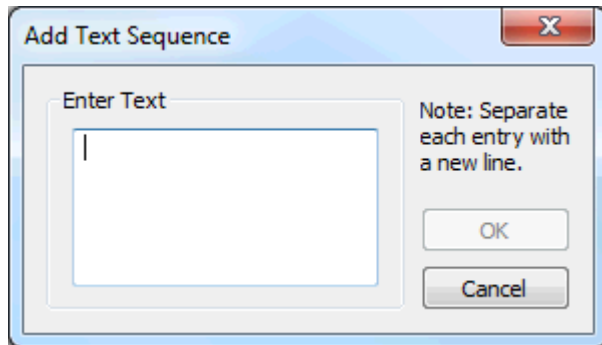 Add Text Sequence
Enter Text
Note: Separate
each entry with
a new line.
OK
Cancel